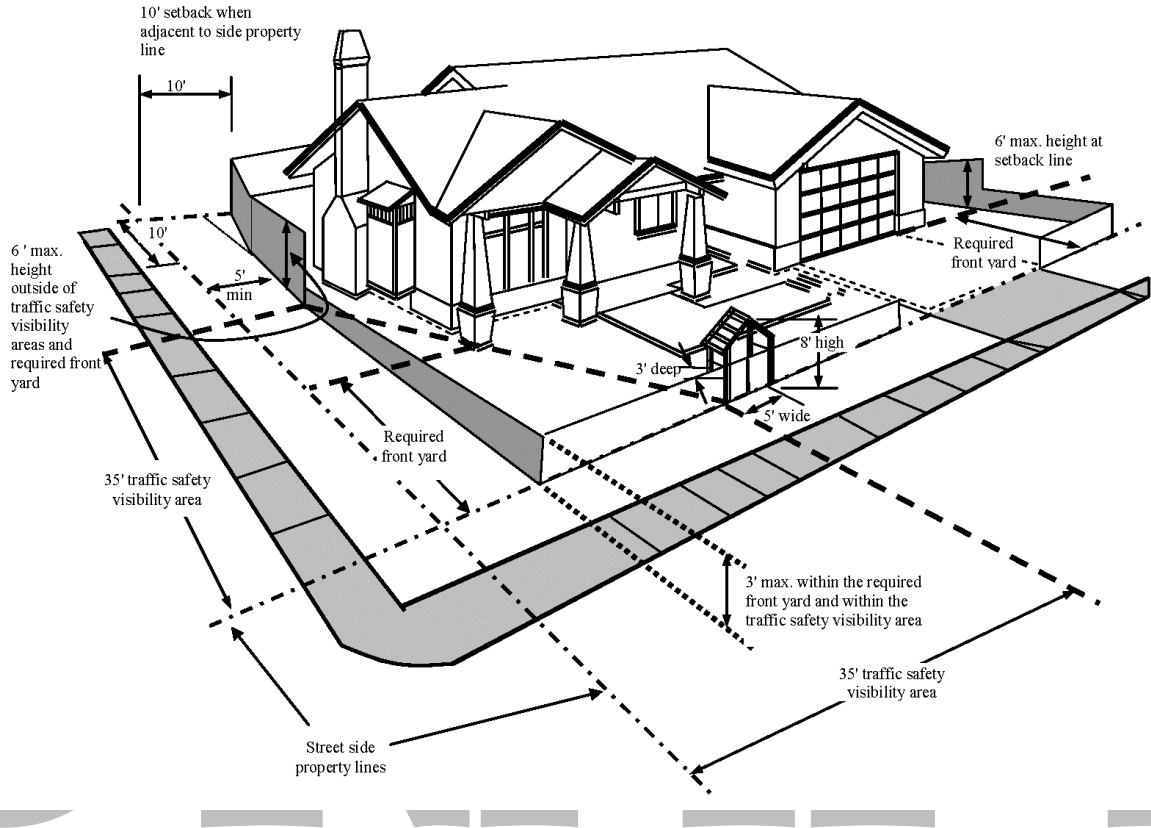 10' setback when
adjacent to side property
line
10'
6' max. height at
setback line
10'
6 ' max.
height
outside of
traffic safety
visibility
areas and
required front
yard
5'
min
Required
front yard
8' high
3' deep
5' wide
Required
front yard
35' traffic safety
visibility area
3' max. within the required
front yard and within the
traffic safety visibility area
35' traffic safety
visibility area
Street side
property lines